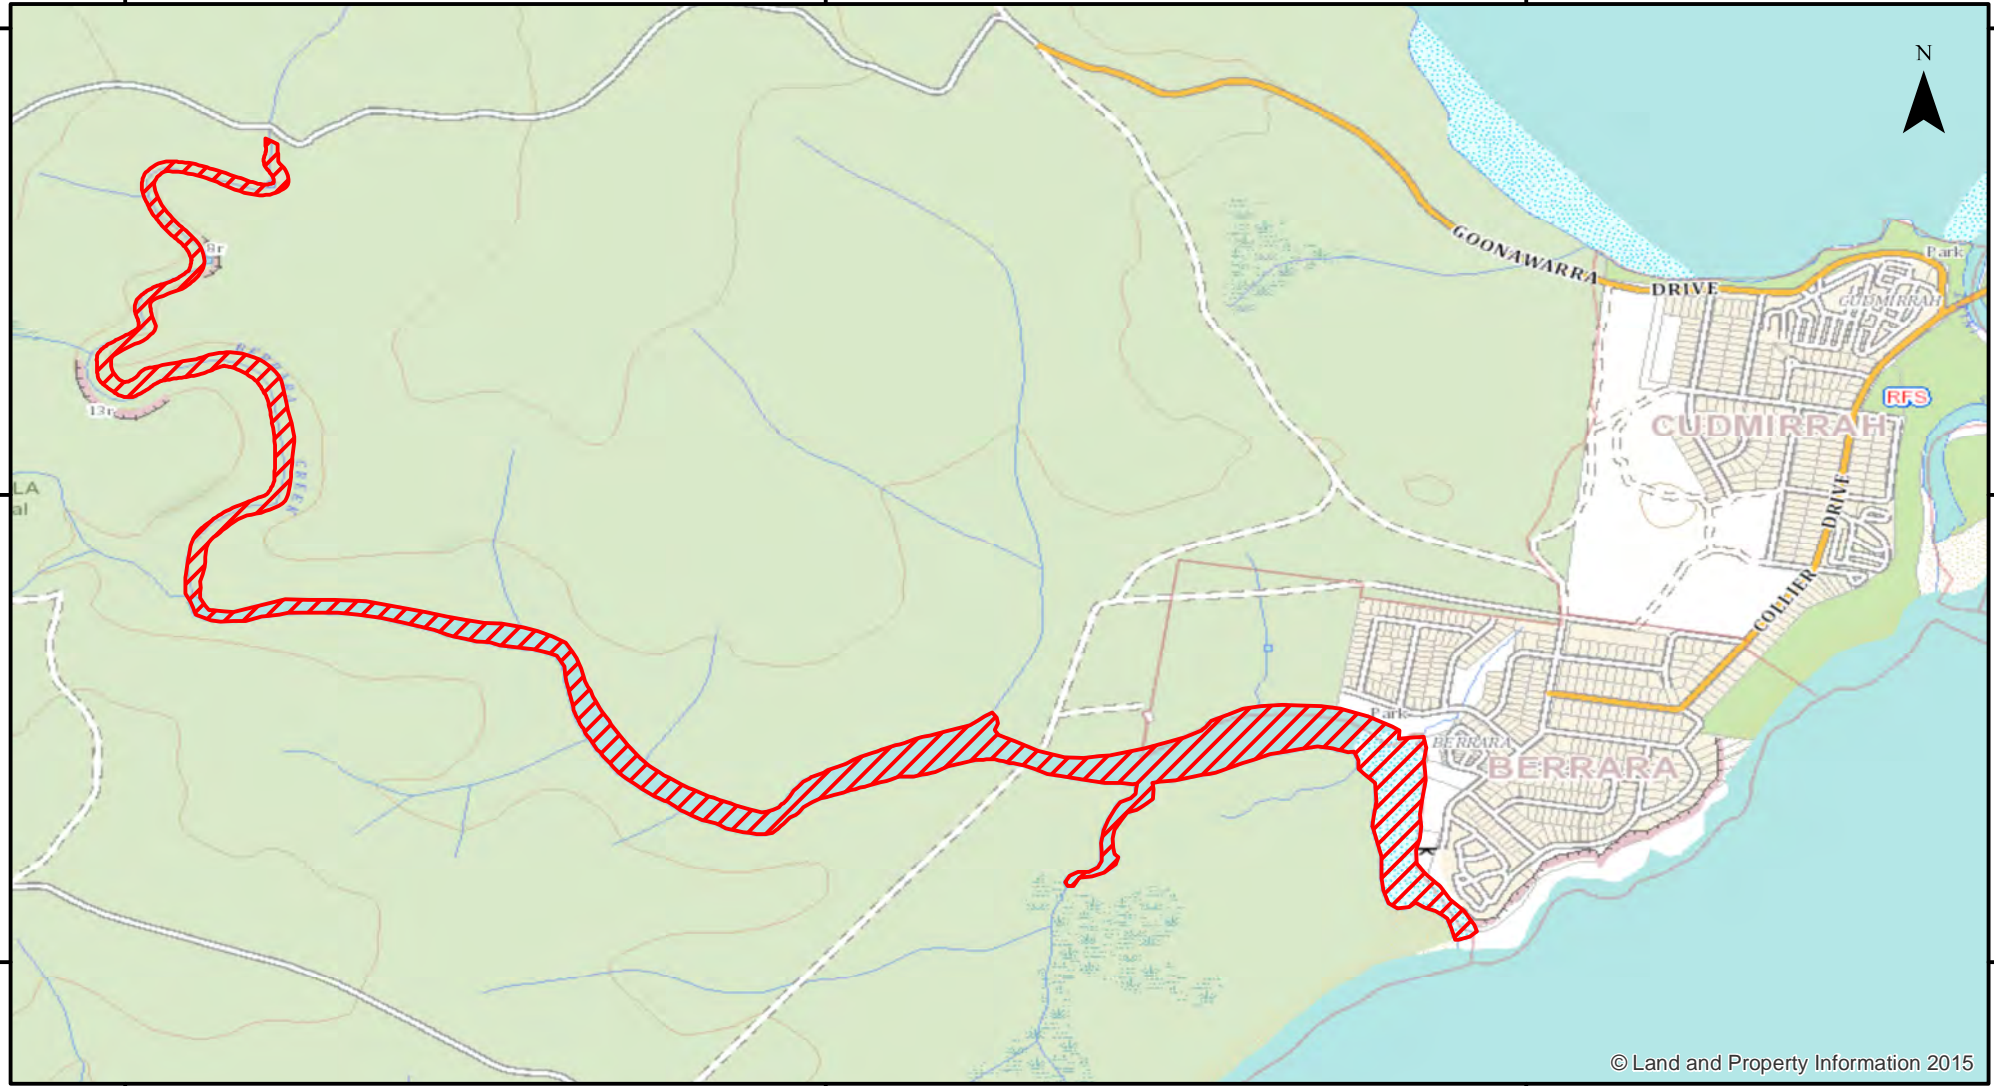 N
8r
BERRARA
CREEK
13r
LA
al
GOONAWARRA DRIVE
Park
CUDMIRRAH
RFS
CUDMIRRAH
COLLIER DRIVE
Park
BERRARA
BERRARA
© Land and Property Information 2015